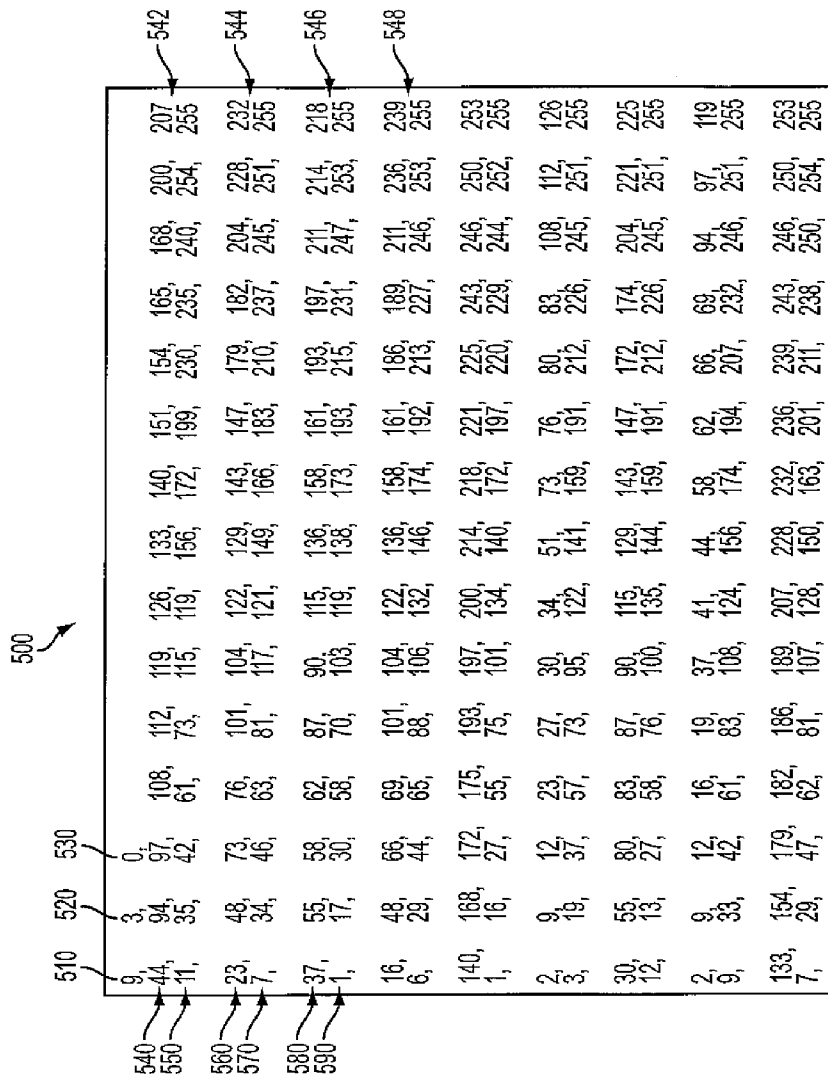 500
510 520 530
9, 3, 0,
540 44, 94, 97, 108, 112, 119, 126, 133, 140, 151, 154, 165, 168, 200, 207 542
550 11, 35, 42, 61, 73, 115, 119, 156, 172, 199, 230, 235, 240, 254, 255
560 23, 48, 73, 76, 101, 104, 122, 129, 143, 147, 179, 182, 204, 228, 232 544
570 7, 34, 46, 63, 81, 117, 121, 149, 166, 183, 210, 237, 245, 251, 255
580 37, 55, 58, 62, 87, 90, 115, 136, 158, 161, 193, 197, 211, 214, 218 546
590 1, 17, 30, 58, 70, 103, 119, 138, 173, 193, 215, 231, 247, 253, 255
16, 48, 66, 69, 101, 104, 122, 136, 158, 161, 186, 189, 211, 236, 239 548
6, 29, 44, 65, 88, 106, 132, 146, 174, 192, 213, 227, 246, 253, 255
140, 168, 172, 175, 193, 197, 200, 214, 218, 221, 225, 243, 246, 250, 253
1, 16, 27, 55, 75, 101, 134, 140, 172, 197, 220, 229, 244, 252, 255
2, 9, 12, 23, 27, 30, 34, 51, 73, 76, 80, 83, 108, 112, 126
3, 19, 37, 57, 73, 95, 122, 141, 159, 191, 212, 226, 245, 251, 255
30, 55, 80, 83, 87, 90, 115, 129, 143, 147, 172, 174, 204, 221, 225
12, 13, 27, 58, 76, 100, 135, 144, 159, 191, 212, 226, 245, 251, 255
2, 9, 12, 16, 19, 37, 41, 44, 58, 62, 66, 69, 94, 97, 119
9, 33, 42, 61, 83, 108, 124, 156, 174, 194, 207, 232, 246, 251, 255
133, 154, 179, 182, 186, 189, 207, 228, 232, 236, 239, 243, 246, 250, 253
7, 29, 47, 62, 81, 107, 128, 150, 163, 201, 211, 238, 250, 254, 255